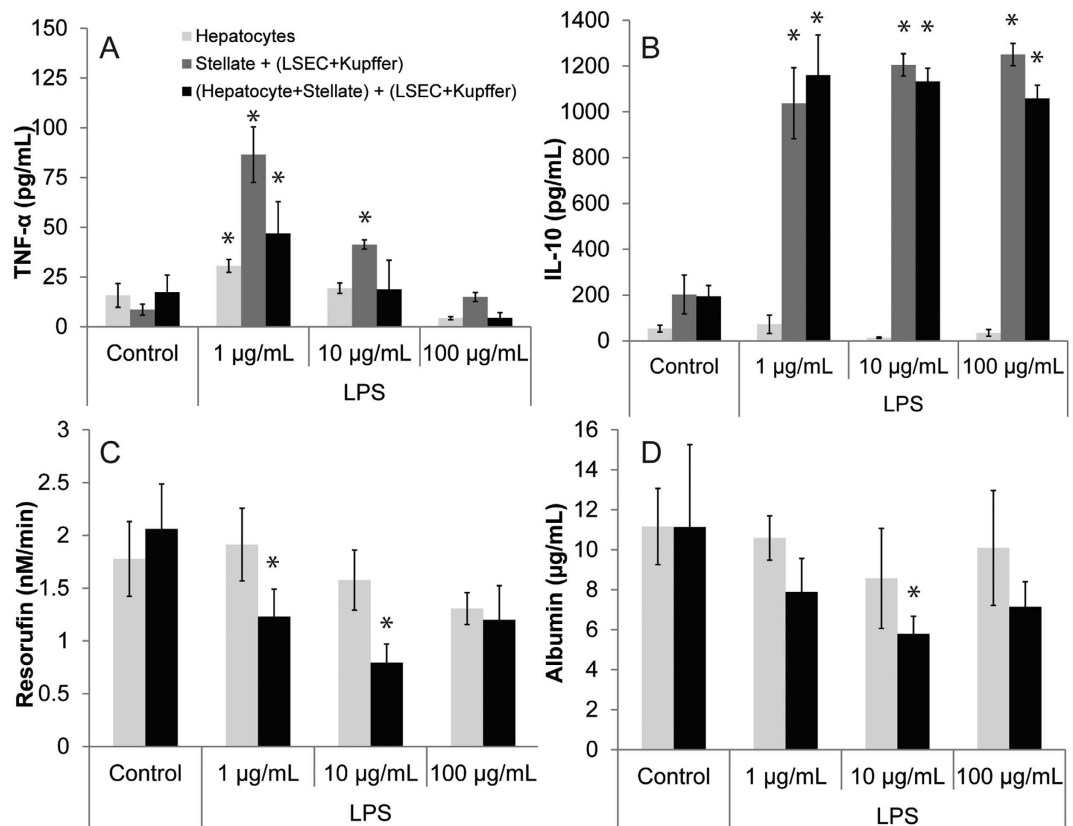 A
Hepatocytes
Stellate + (LSEC+Kupffer)
(Hepatocyte+Stellate) + (LSEC+Kupffer)
TNF-α (pg/mL)
150
125
100
75
50
25
0
* * * *
Control 1 µg/mL 10 µg/mL 100 µg/mL
LPS
B
IL-10 (pg/mL)
1400
1200
1000
800
600
400
200
0
* * * * * *
Control 1 µg/mL 10 µg/mL 100 µg/mL
LPS
C
Resorufin (nM/min)
3
2.5
2
1.5
1
0.5
0
* *
Control 1 µg/mL 10 µg/mL 100 µg/mL
LPS
D
Albumin (µg/mL)
16
14
12
10
8
6
4
2
0
*
Control 1 µg/mL 10 µg/mL 100 µg/mL
LPS